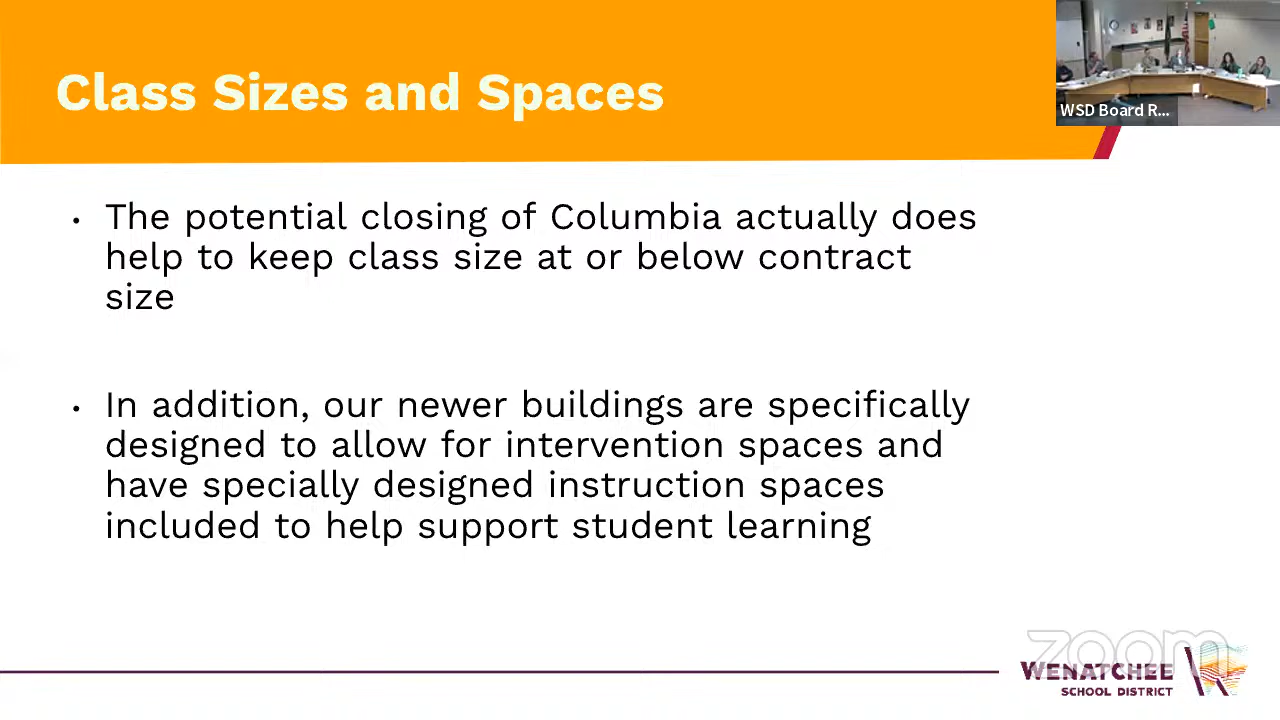 Class Sizes and Spaces
WSD Board R...
• The potential closing of Columbia actually does
help to keep class size at or below contract
size
• In addition, our newer buildings are specifically
designed to allow for intervention spaces and
have specially designed instruction spaces
included to help support student learning
zoom
WENATCHEE
SCHOOL DISTRICT